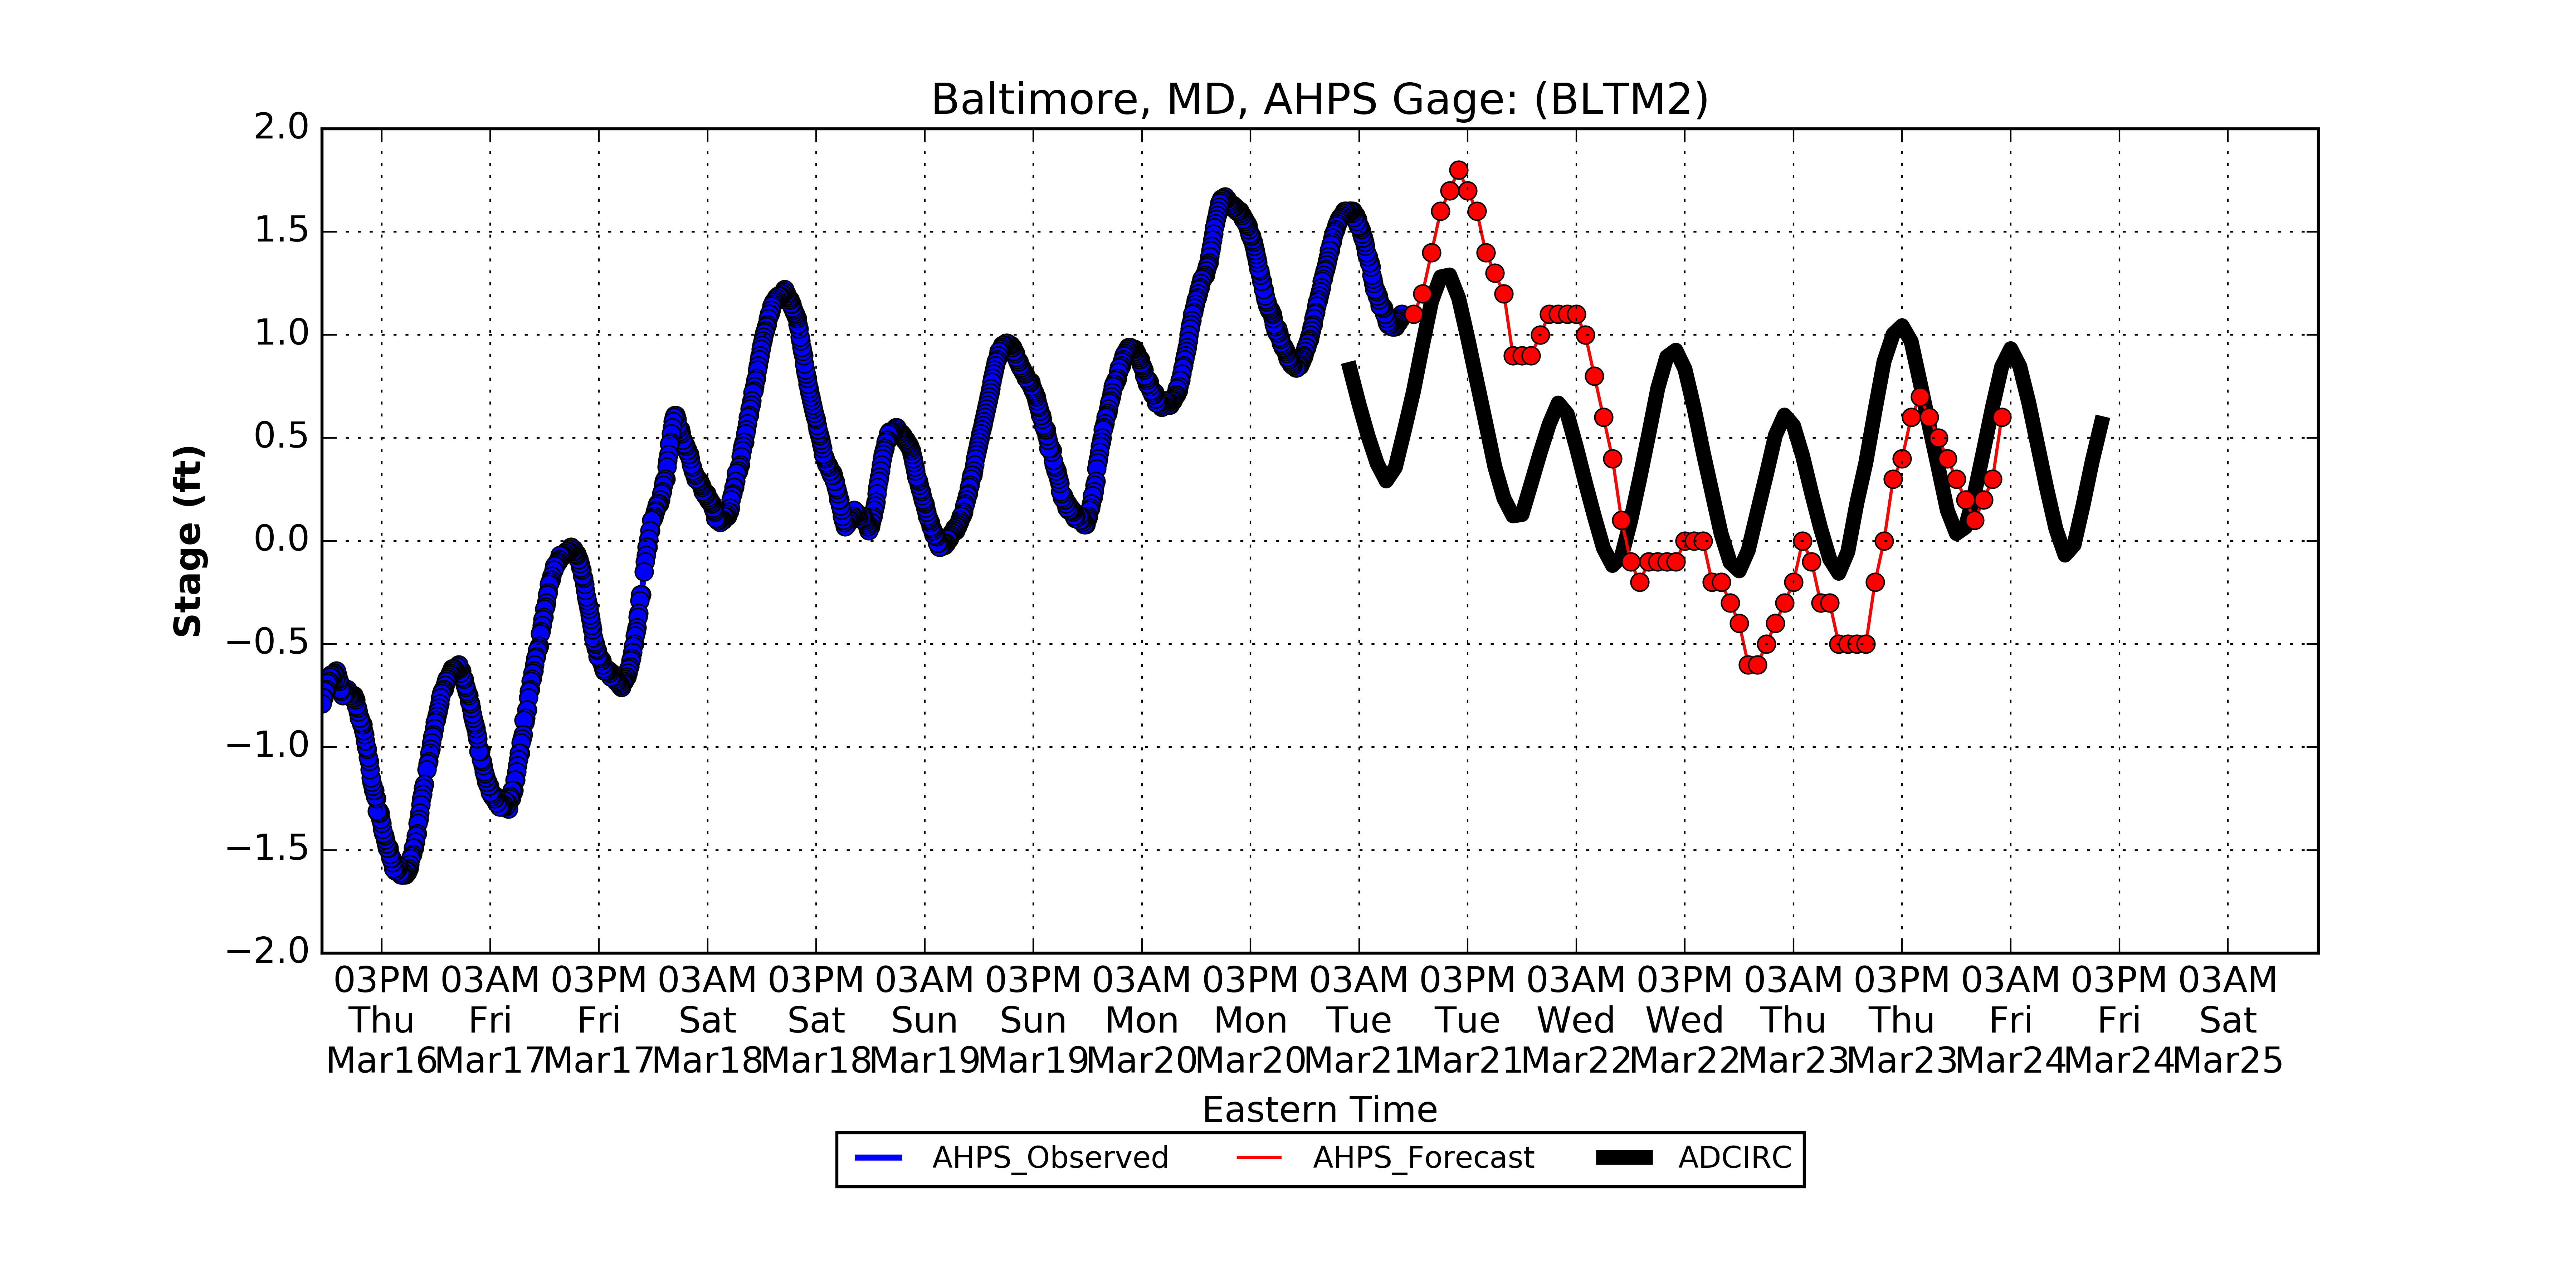 Baltimore, MD, AHPS Gage: (BLTM2)
2.0
1.5
1.0
0.5
0.0
−0.5
−1.0
−1.5
−2.0
Stage (ft)
03PM 03AM 03PM 03AM 03PM 03AM 03PM 03AM 03PM 03AM 03PM 03AM 03PM 03AM 03PM 03AM 03PM 03AM
Thu Fri Fri Sat Sat Sun Sun Mon Mon Tue Tue Wed Wed Thu Thu Fri Fri Sat
Mar16 Mar17 Mar17 Mar18 Mar18 Mar19 Mar19 Mar20 Mar20 Mar21 Mar21 Mar22 Mar22 Mar23 Mar23 Mar24 Mar24 Mar25
Eastern Time
AHPS_Observed AHPS_Forecast ADCIRC